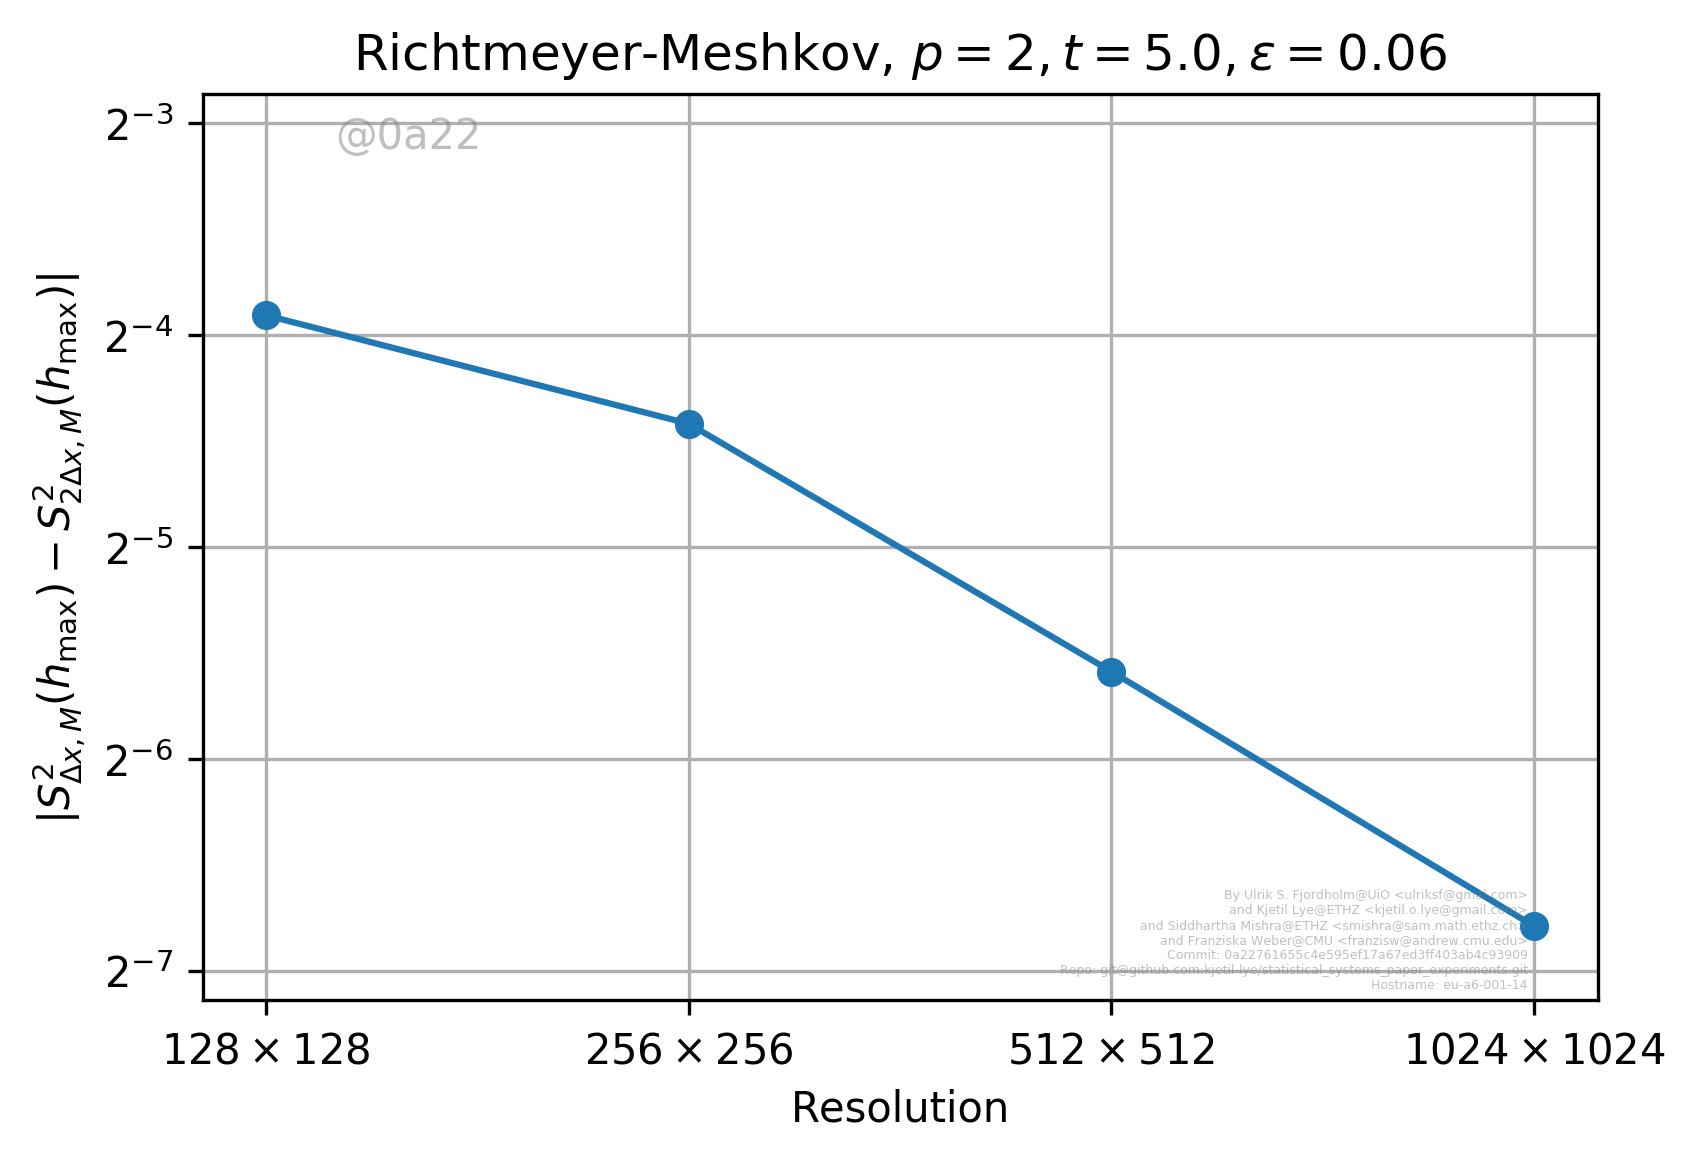 Richtmeyer-Meshkov, p = 2, t = 5.0, ε = 0.06
@0a22
|S²_{Δx,M}(h_max) − S²_{2Δx,M}(h_max)|
2⁻³
2⁻⁴
2⁻⁵
2⁻⁶
2⁻⁷
By Ulrik S. Fjordholm@UiO <ulriksf@gmail.com>
and Kjetil Lye@ETHZ <kjetil.o.lye@gmail.com>
and Siddhartha Mishra@ETHZ <smishra@sam.math.ethz.ch>
and Franziska Weber@CMU <franzisw@andrew.cmu.edu>
Commit: 0a22761655c4e595ef17a67ed3ff403ab4c93909
Repo: git@github.com:kjetil-lye/statistical_systems_paper_experiments.git
Hostname: eu-a6-001-14
128 × 128 256 × 256 512 × 512 1024 × 1024
Resolution